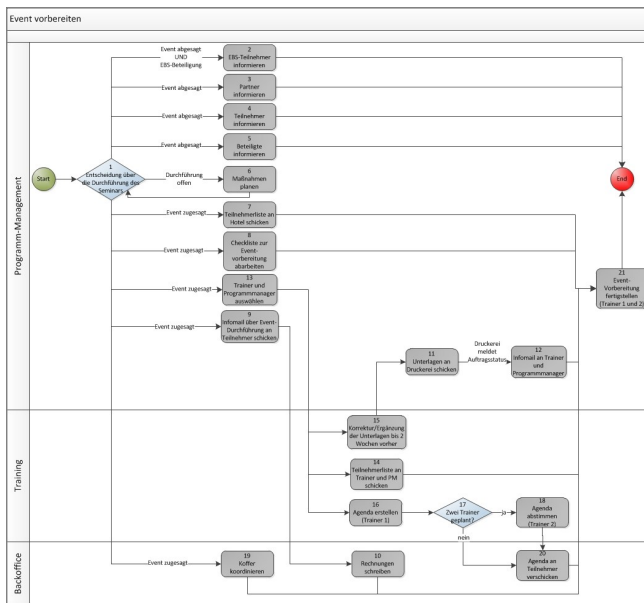 Event vorbereiten
Programm-Management
Training
Backoffice
Start
1
Entscheidung über
die Durchführung des
Seminars
Event abgesagt
UND
EBS-Beteiligung
2
EBS-Teilnehmer
informieren
Event abgesagt
3
Partner
informieren
Event abgesagt
4
Teilnehmer
informieren
Event abgesagt
5
Beteiligte
informieren
Durchführung
offen
6
Maßnahmen
planen
End
Event zugesagt
7
Teilnehmerliste an
Hotel schicken
Event zugesagt
8
Checkliste zur
Event-
vorbereitung
abarbeiten
Event zugesagt
13
Trainer und
Programmmanager
auswählen
Event zugesagt
9
Infomail über Event-
Durchführung an
Teilnehmer schicken
21
Event-
Vorbereitung
fertigstellen
(Trainer 1 und 2)
11
Unterlagen an
Druckerei schicken
Druckerei
meldet
Auftragsstatus
12
Infomail an Trainer
und
Programmmanager
15
Korrektur/Ergänzung
der Unterlagen bis 2
Wochen vorher
14
Teilnehmerliste an
Trainer und PM
schicken
16
Agenda erstellen
(Trainer 1)
17
Zwei Trainer
geplant?
ja
nein
18
Agenda
abstimmen
(Trainer 2)
Event zugesagt
19
Koffer
koordinieren
10
Rechnungen
schreiben
20
Agenda an
Teilnehmer
verschicken